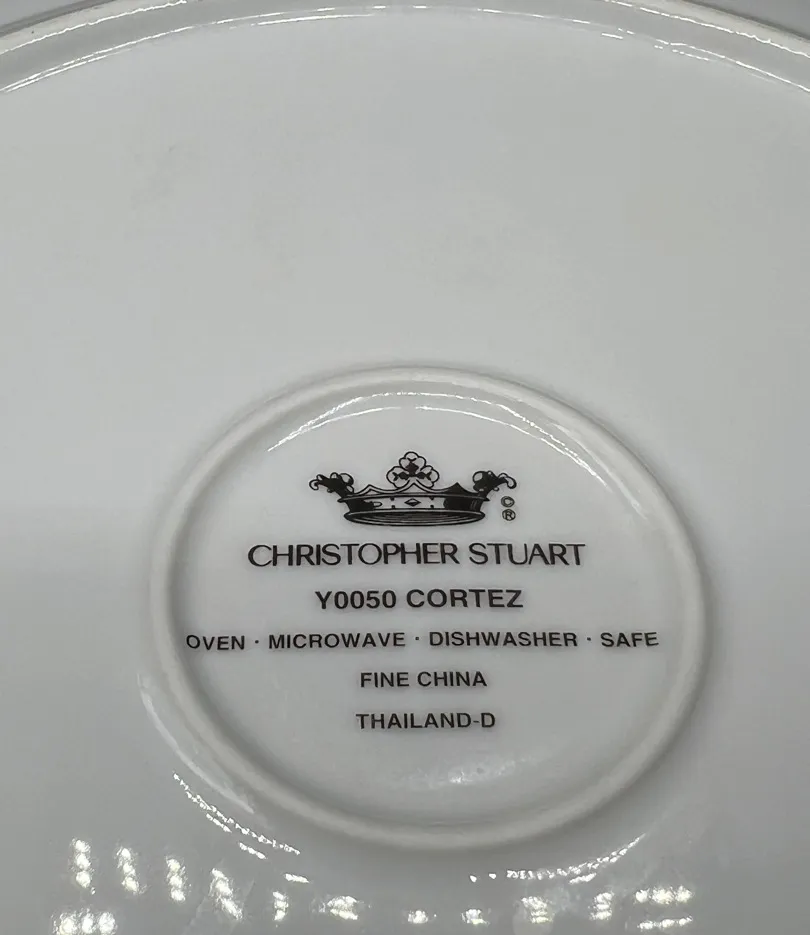 ©
®
CHRISTOPHER STUART
Y0050 CORTEZ
OVEN · MICROWAVE · DISHWASHER · SAFE
FINE CHINA
THAILAND-D